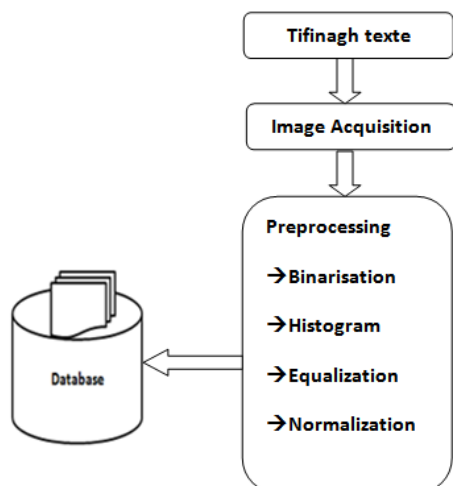 Tifinagh texte
Image Acquisition
Preprocessing
→Binarisation
→Histogram
→Equalization
→Normalization
Database